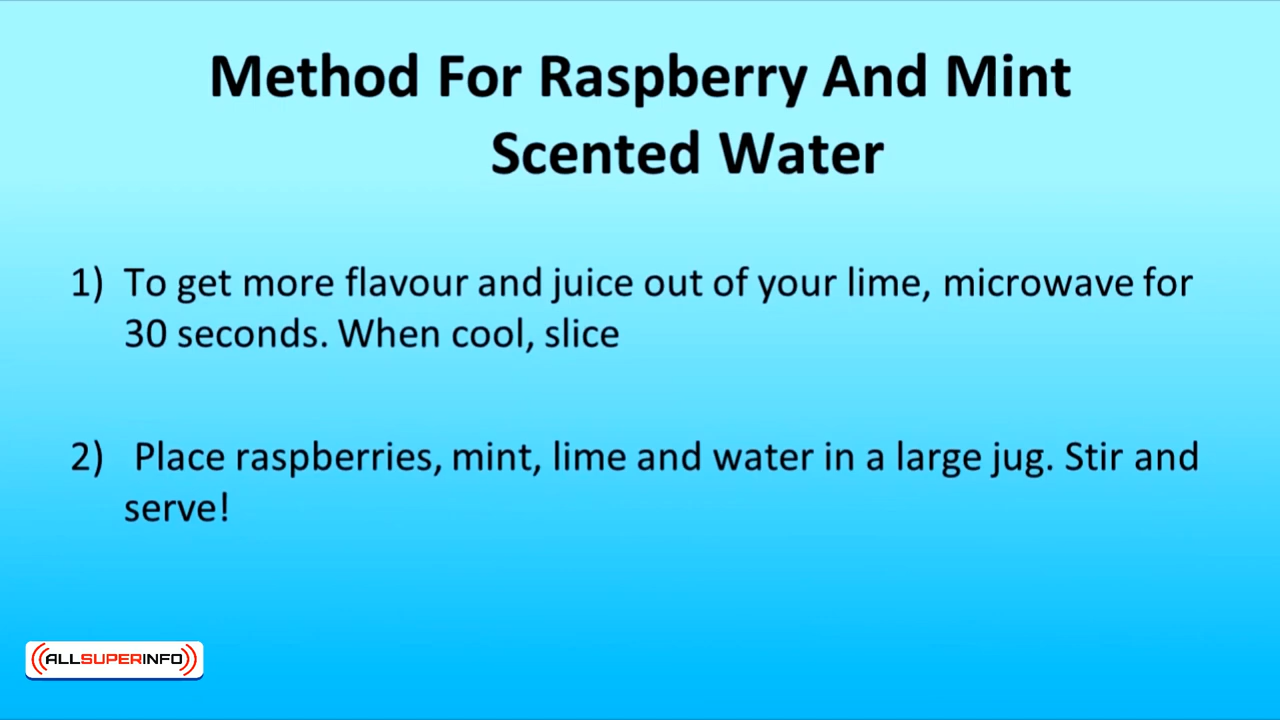 Method For Raspberry And Mint
Scented Water
1) To get more flavour and juice out of your lime, microwave for
30 seconds. When cool, slice
2) Place raspberries, mint, lime and water in a large jug. Stir and
serve!
ALLSUPERINFO